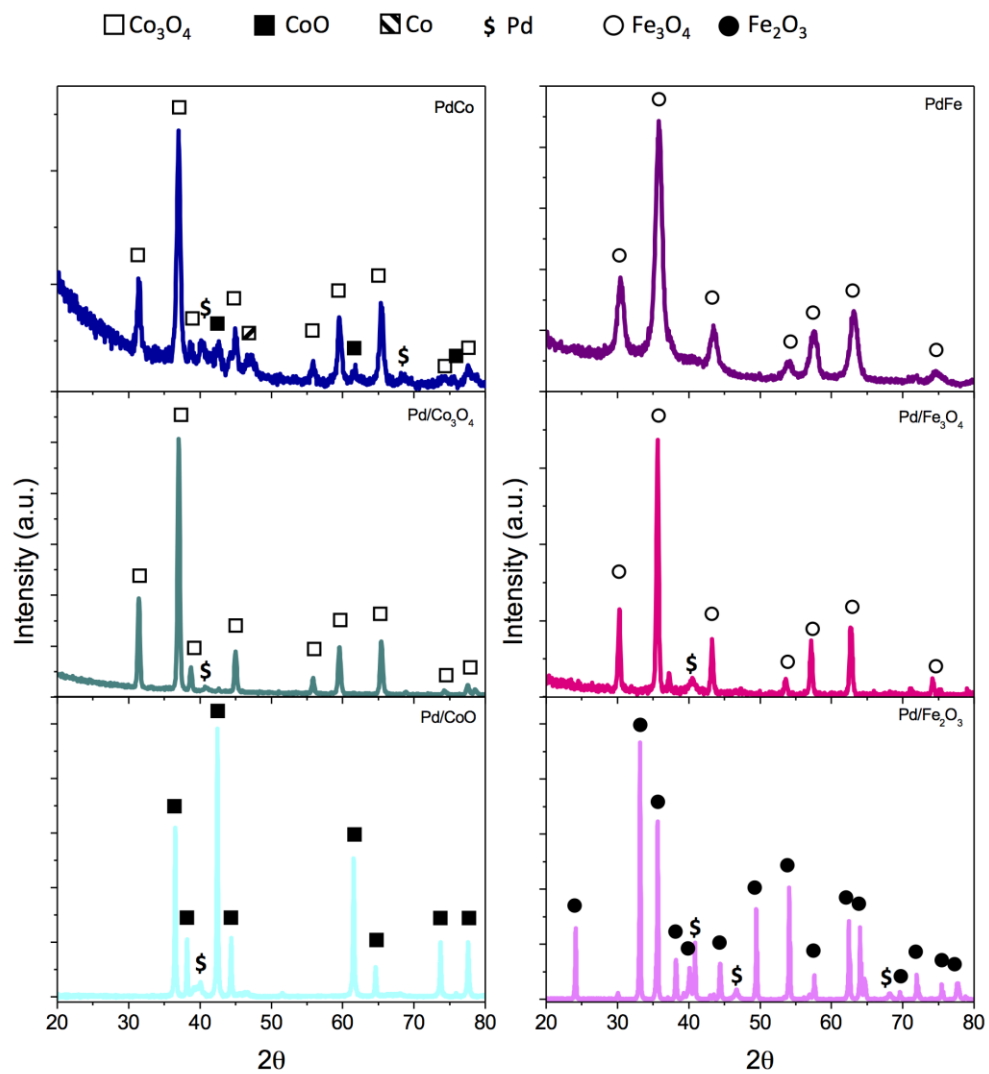 □ Co₃O₄ ■ CoO ▨ Co $ Pd ○ Fe₃O₄ ● Fe₂O₃
PdCo
PdFe
$
$
Pd/Co₃O₄
Pd/Fe₃O₄
$
$
Pd/CoO
Pd/Fe₂O₃
$
$
$
$
Intensity (a.u.)
Intensity (a.u.)
20 30 40 50 60 70 80
20 30 40 50 60 70 80
2θ
2θ